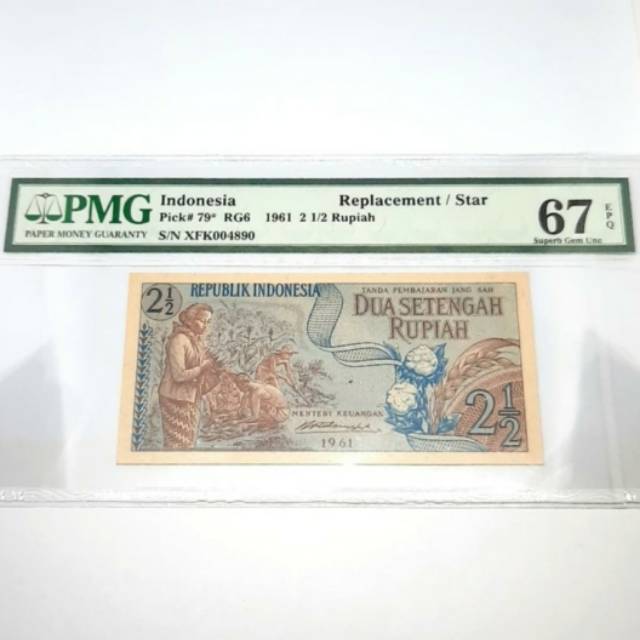 PMG
PAPER MONEY GUARANTY
Indonesia
Replacement / Star
Pick# 79* RG6 1961 2 1/2 Rupiah
S/N XFK004890
67
EPQ
Superb Gem Unc
2½
REPUBLIK INDONESIA
TANDA PEMBAJARAN JANG SAH
DUA SETENGAH
RUPIAH
MENTERI KEUANGAN
1961
2½